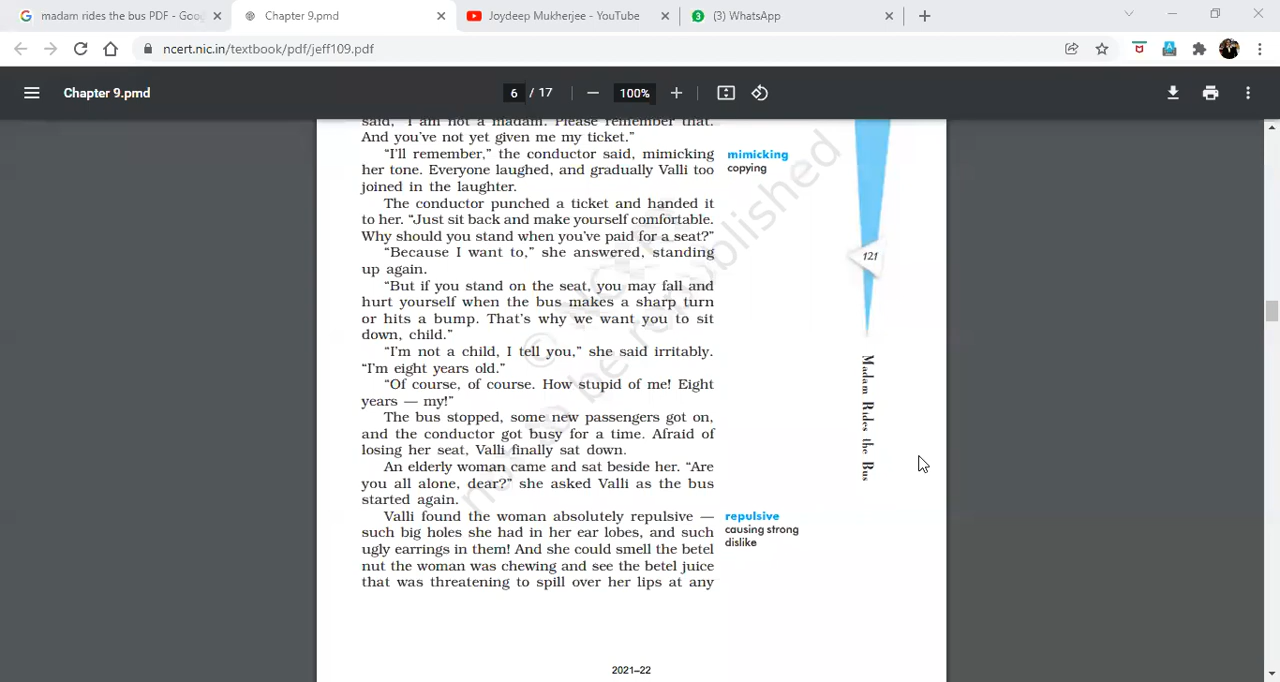 madam rides the bus PDF - Goo
Chapter 9.pmd
Joydeep Mukherjee - YouTube
(3) WhatsApp
ncert.nic.in/textbook/pdf/jeff109.pdf
Chapter 9.pmd
6 / 17
100%
said, "I am not a madam. Please remember that.
And you've not yet given me my ticket."
"I'll remember," the conductor said, mimicking
her tone. Everyone laughed, and gradually Valli too
joined in the laughter.
mimicking
copying
The conductor punched a ticket and handed it
to her. "Just sit back and make yourself comfortable.
Why should you stand when you've paid for a seat?"
"Because I want to," she answered, standing
up again.
"But if you stand on the seat, you may fall and
hurt yourself when the bus makes a sharp turn
or hits a bump. That's why we want you to sit
down, child."
"I'm not a child, I tell you," she said irritably.
"I'm eight years old."
"Of course, of course. How stupid of me! Eight
years — my!"
The bus stopped, some new passengers got on,
and the conductor got busy for a time. Afraid of
losing her seat, Valli finally sat down.
An elderly woman came and sat beside her. "Are
you all alone, dear?" she asked Valli as the bus
started again.
Valli found the woman absolutely repulsive —
such big holes she had in her ear lobes, and such
ugly earrings in them! And she could smell the betel
nut the woman was chewing and see the betel juice
that was threatening to spill over her lips at any
repulsive
causing strong
dislike
121
Madam Rides the Bus
not to be republished
2021–22